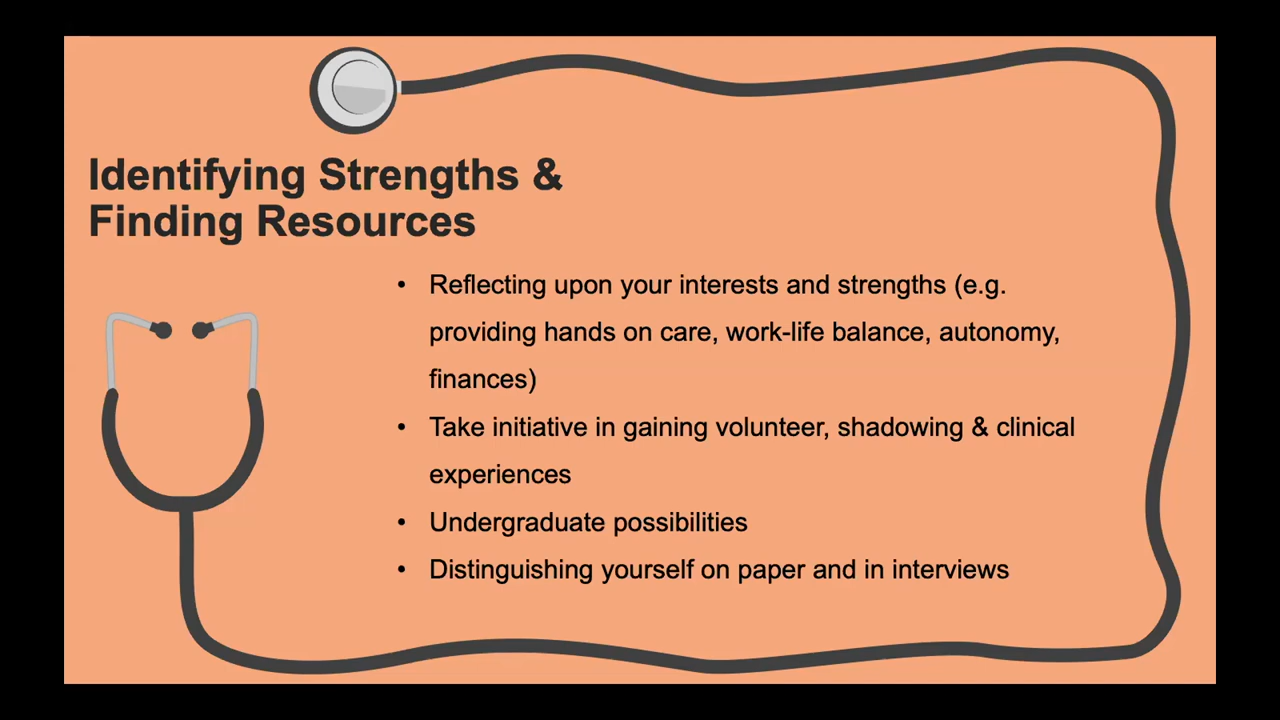 Identifying Strengths &
Finding Resources
• Reflecting upon your interests and strengths (e.g.
providing hands on care, work-life balance, autonomy,
finances)
• Take initiative in gaining volunteer, shadowing & clinical
experiences
• Undergraduate possibilities
• Distinguishing yourself on paper and in interviews